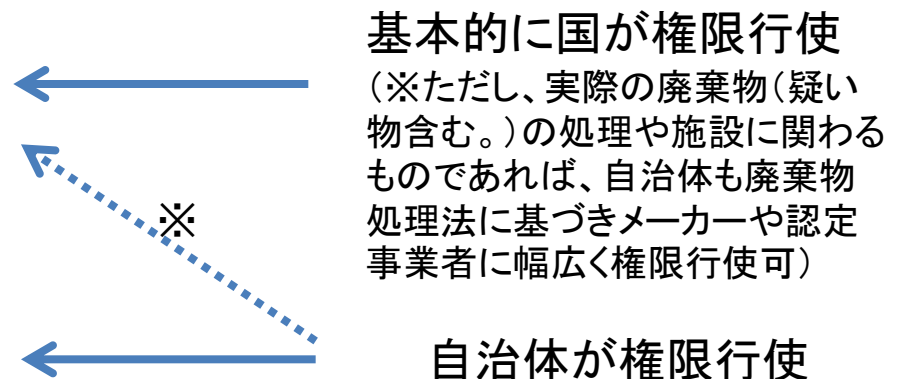 基本的に国が権限行使
（※ただし、実際の廃棄物（疑い
物含む。）の処理や施設に関わる
ものであれば、自治体も廃棄物
処理法に基づきメーカーや認定
事業者に幅広く権限行使可）
※
自治体が権限行使